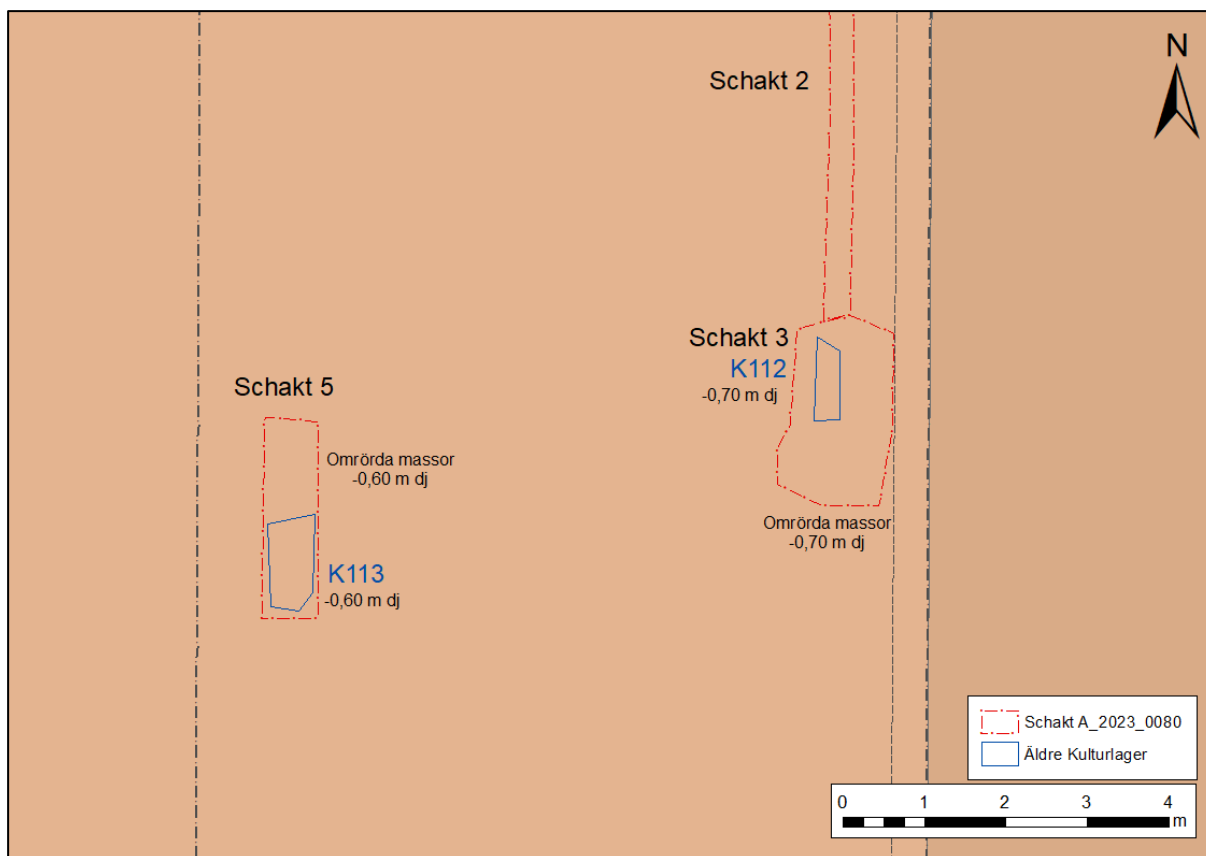 N
Schakt 2
Schakt 3
K112
-0,70 m dj
Schakt 5
Omrörda massor
-0,60 m dj
Omrörda massor
-0,70 m dj
K113
-0,60 m dj
Schakt A_2023_0080
Äldre Kulturlager
0 1 2 3 4
m